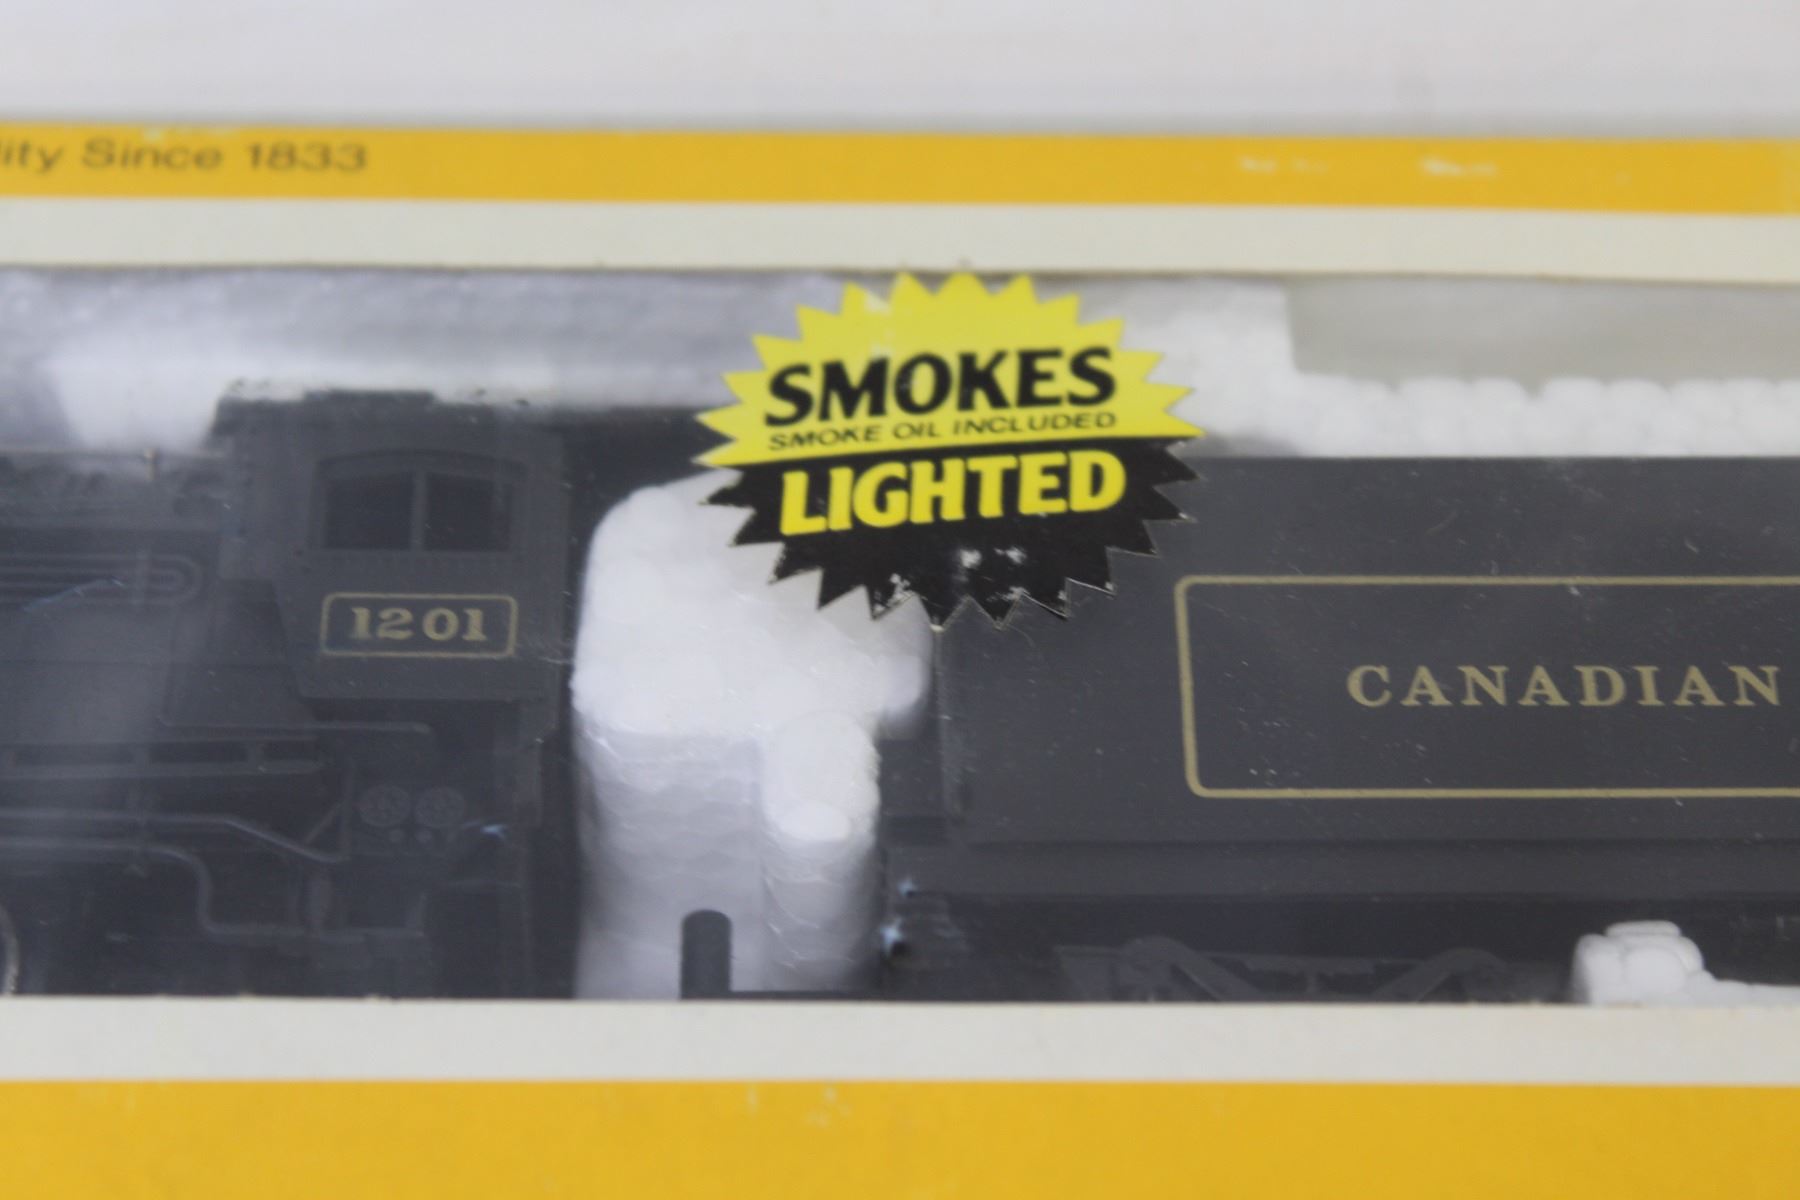 lity Since 1833
SMOKES
SMOKE OIL INCLUDED
LIGHTED
1201
CANADIAN